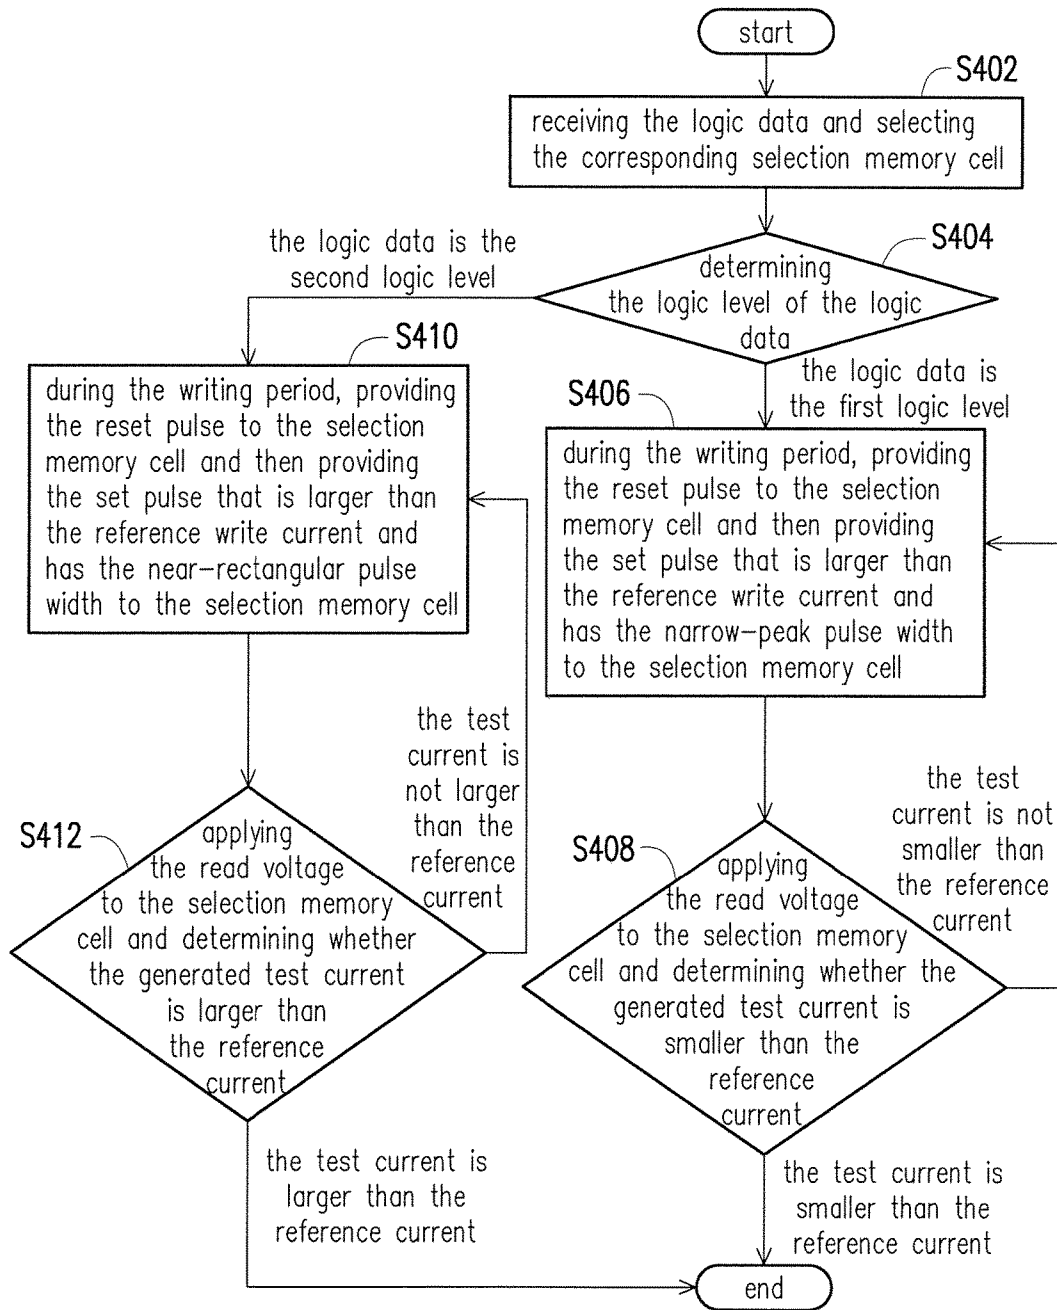 start
S402
receiving the logic data and selecting
the corresponding selection memory cell
S404
determining
the logic level of the logic
data
the logic data is the
second logic level
the logic data is
the first logic level
S410
during the writing period, providing
the reset pulse to the selection
memory cell and then providing
the set pulse that is larger than
the reference write current and
has the near-rectangular pulse
width to the selection memory cell
S406
during the writing period, providing
the reset pulse to the selection
memory cell and then providing
the set pulse that is larger than
the reference write current and
has the narrow-peak pulse width
to the selection memory cell
the test
current is
not larger
than the
reference
current
the test
current is not
smaller than
the reference
current
S412
applying
the read voltage
to the selection memory
cell and determining whether
the generated test current
is larger than
the reference
current
S408
applying
the read voltage
to the selection memory
cell and determining whether the
generated test current is
smaller than the
reference
current
the test current is
larger than the
reference current
the test current is
smaller than the
reference current
end